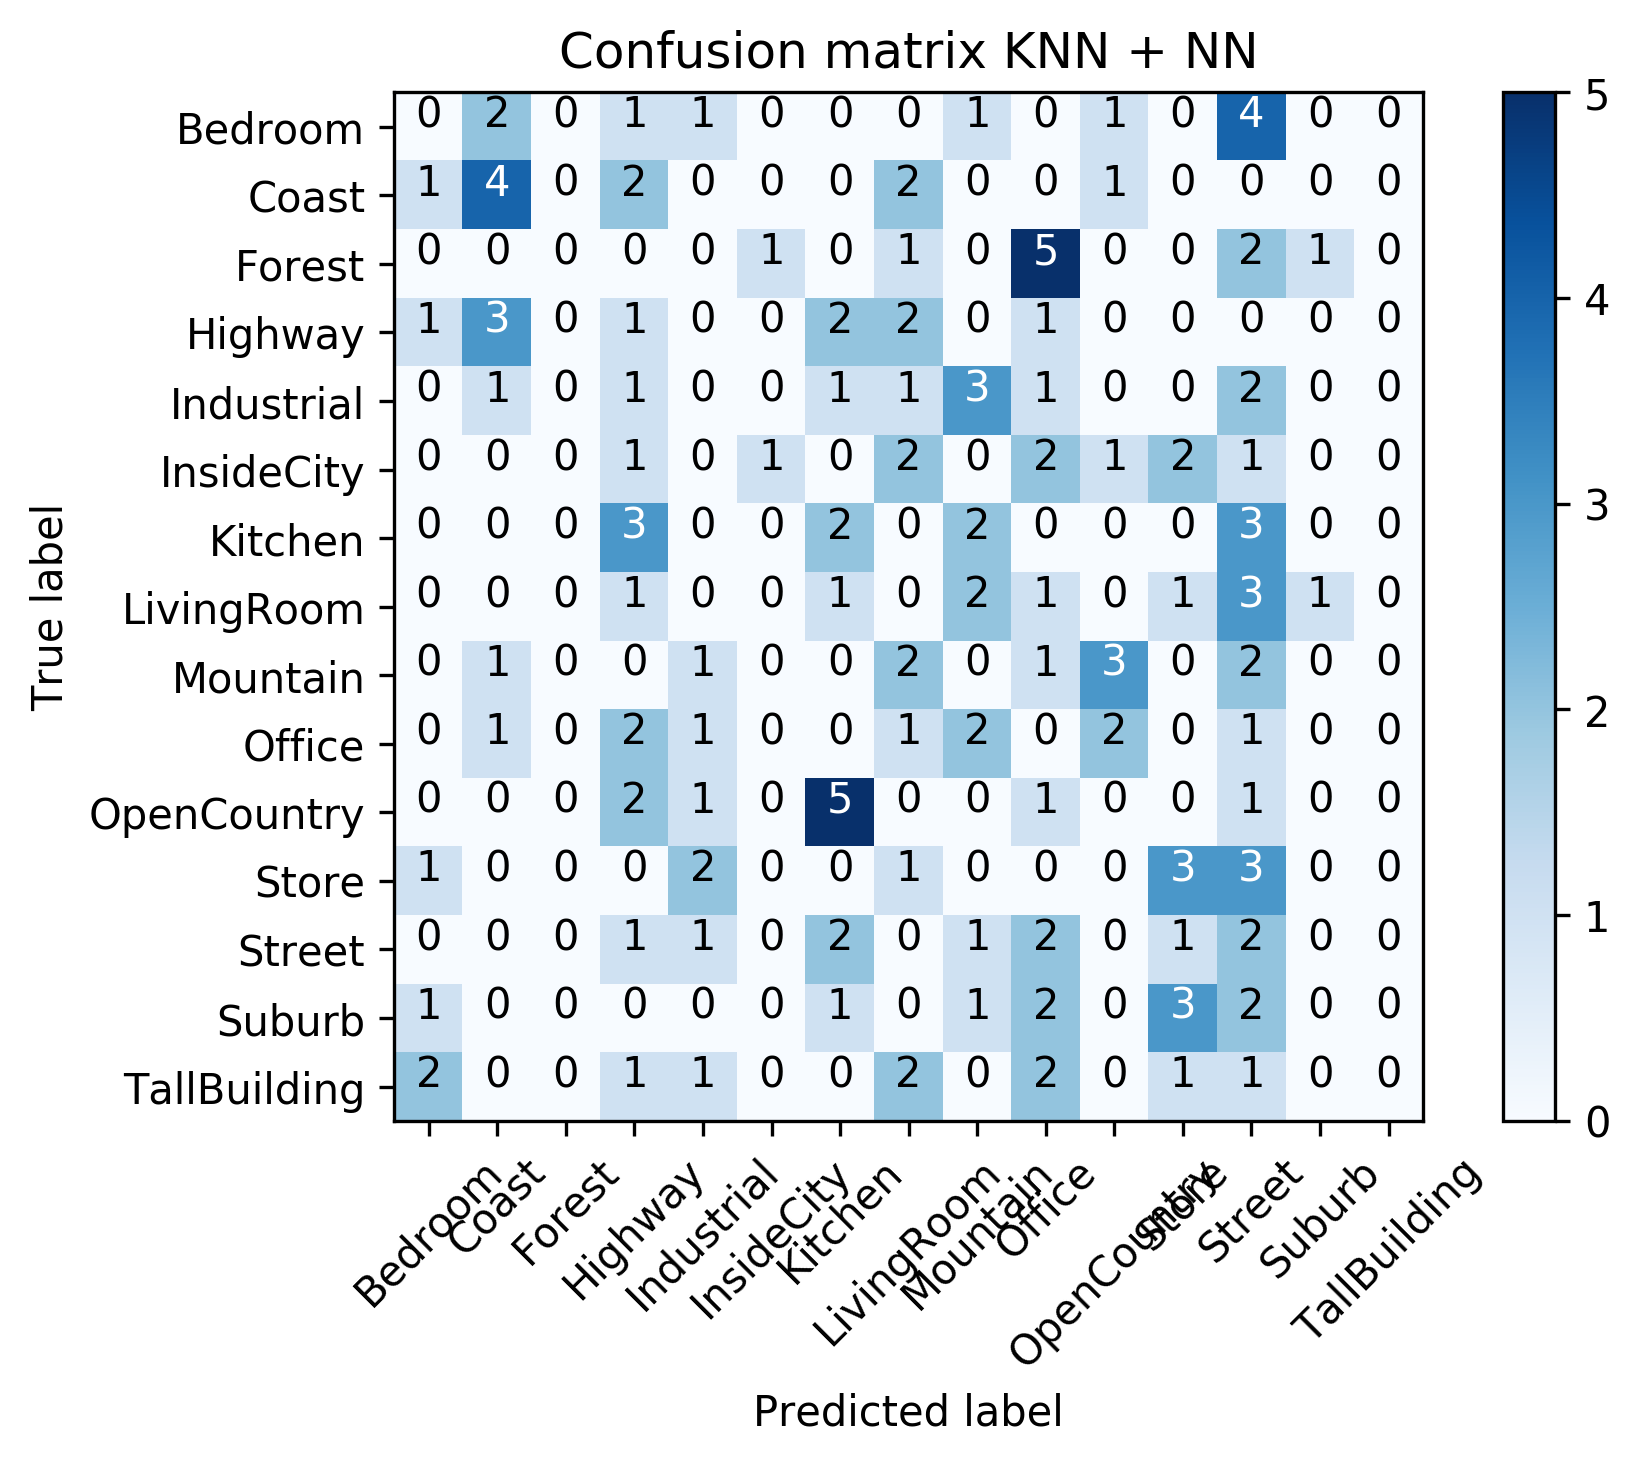 Confusion matrix KNN + NN
Bedroom 0 2 0 1 1 0 0 0 1 0 1 0 4 0 0
Coast 1 4 0 2 0 0 0 2 0 0 1 0 0 0 0
Forest 0 0 0 0 0 1 0 1 0 5 0 0 2 1 0
Highway 1 3 0 1 0 0 2 2 0 1 0 0 0 0 0
Industrial 0 1 0 1 0 0 1 1 3 1 0 0 2 0 0
InsideCity 0 0 0 1 0 1 0 2 0 2 1 2 1 0 0
Kitchen 0 0 0 3 0 0 2 0 2 0 0 0 3 0 0
LivingRoom 0 0 0 1 0 0 1 0 2 1 0 1 3 1 0
Mountain 0 1 0 0 1 0 0 2 0 1 3 0 2 0 0
Office 0 1 0 2 1 0 0 1 2 0 2 0 1 0 0
OpenCountry 0 0 0 2 1 0 5 0 0 1 0 0 1 0 0
Store 1 0 0 0 2 0 0 1 0 0 0 3 3 0 0
Street 0 0 0 1 1 0 2 0 1 2 0 1 2 0 0
Suburb 1 0 0 0 0 0 1 0 1 2 0 3 2 0 0
TallBuilding 2 0 0 1 1 0 0 2 0 2 0 1 1 0 0
True label
Bedroom
Coast
Forest
Highway
Industrial
InsideCity
Kitchen
LivingRoom
Mountain
Office
OpenCountry
Store
Street
Suburb
TallBuilding
Predicted label
5
4
3
2
1
0